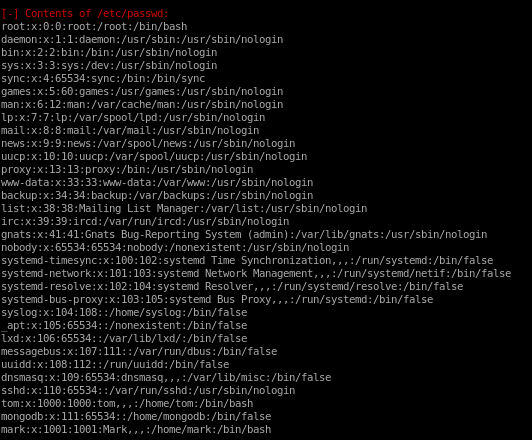 [-] Contents of /etc/passwd:
root:x:0:0:root:/root:/bin/bash
daemon:x:1:1:daemon:/usr/sbin:/usr/sbin/nologin
bin:x:2:2:bin:/bin:/usr/sbin/nologin
sys:x:3:3:sys:/dev:/usr/sbin/nologin
sync:x:4:65534:sync:/bin:/bin/sync
games:x:5:60:games:/usr/games:/usr/sbin/nologin
man:x:6:12:man:/var/cache/man:/usr/sbin/nologin
lp:x:7:7:lp:/var/spool/lpd:/usr/sbin/nologin
mail:x:8:8:mail:/var/mail:/usr/sbin/nologin
news:x:9:9:news:/var/spool/news:/usr/sbin/nologin
uucp:x:10:10:uucp:/var/spool/uucp:/usr/sbin/nologin
proxy:x:13:13:proxy:/bin:/usr/sbin/nologin
www-data:x:33:33:www-data:/var/www:/usr/sbin/nologin
backup:x:34:34:backup:/var/backups:/usr/sbin/nologin
list:x:38:38:Mailing List Manager:/var/list:/usr/sbin/nologin
irc:x:39:39:ircd:/var/run/ircd:/usr/sbin/nologin
gnats:x:41:41:Gnats Bug-Reporting System (admin):/var/lib/gnats:/usr/sbin/nologin
nobody:x:65534:65534:nobody:/nonexistent:/usr/sbin/nologin
systemd-timesync:x:100:102:systemd Time Synchronization,,,:/run/systemd:/bin/false
systemd-network:x:101:103:systemd Network Management,,,:/run/systemd/netif:/bin/false
systemd-resolve:x:102:104:systemd Resolver,,,:/run/systemd/resolve:/bin/false
systemd-bus-proxy:x:103:105:systemd Bus Proxy,,,:/run/systemd:/bin/false
syslog:x:104:108::/home/syslog:/bin/false
_apt:x:105:65534::/nonexistent:/bin/false
lxd:x:106:65534::/var/lib/lxd/:/bin/false
messagebus:x:107:111::/var/run/dbus:/bin/false
uuidd:x:108:112::/run/uuidd:/bin/false
dnsmasq:x:109:65534:dnsmasq,,,:/var/lib/misc:/bin/false
sshd:x:110:65534::/var/run/sshd:/usr/sbin/nologin
tom:x:1000:1000:tom,,,:/home/tom:/bin/bash
mongodb:x:111:65534::/home/mongodb:/bin/false
mark:x:1001:1001:Mark,,,:/home/mark:/bin/bash